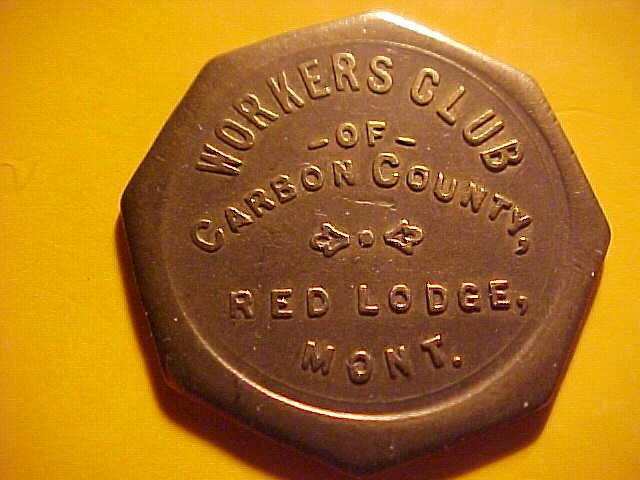 WORKERS CLUB
-OF-
CARBON COUNTY,
RED LODGE,
MONT.